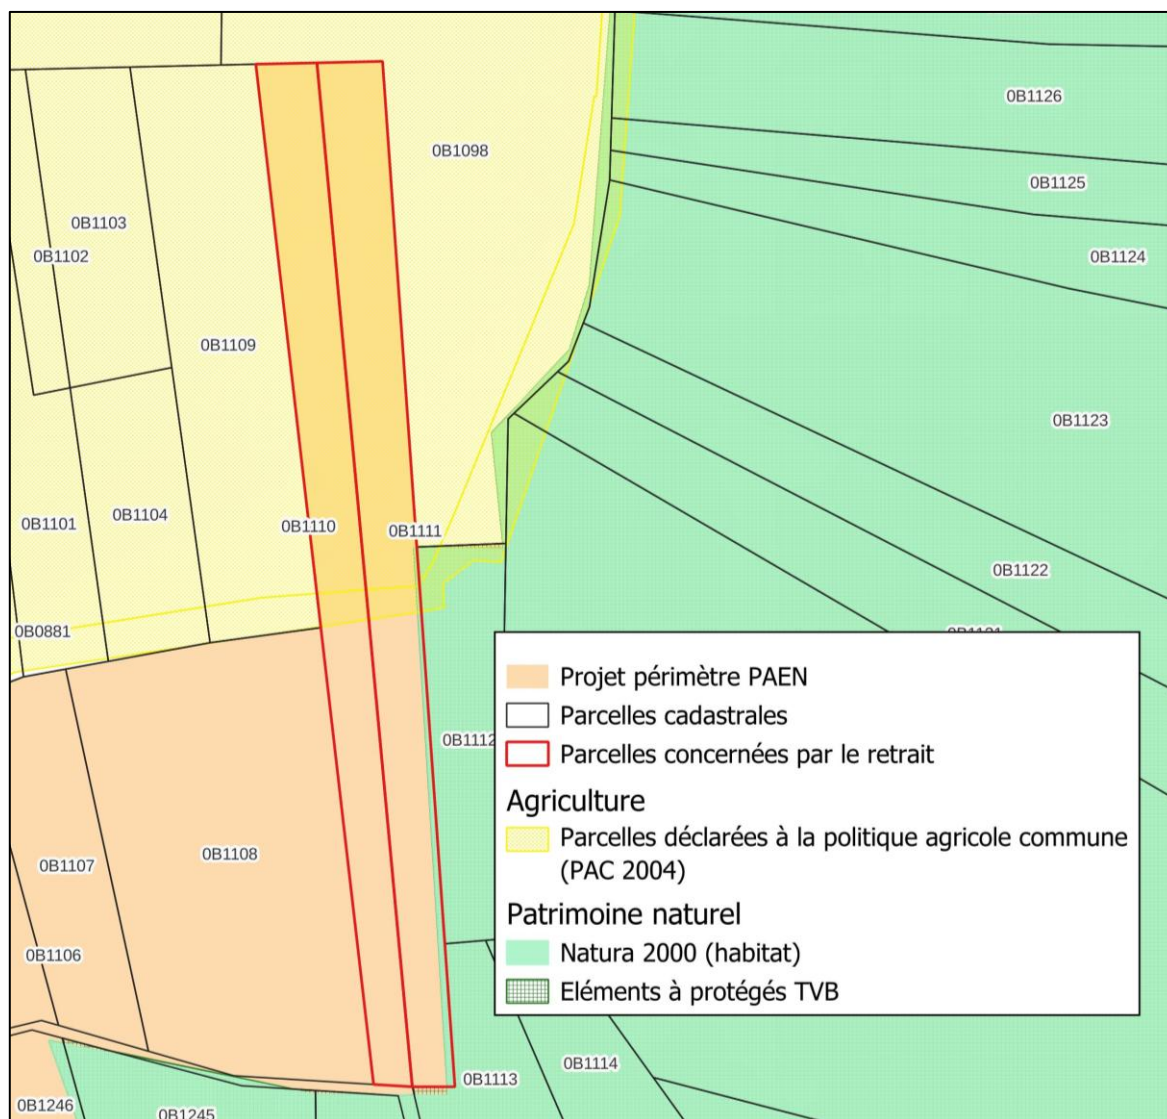 0B1126
0B1098
0B1125
0B1103
0B1102
0B1124
0B1109
0B1123
0B1101
0B1104
0B1110
0B1111
0B1122
0B0881
Projet périmètre PAEN
Parcelles cadastrales
Parcelles concernées par le retrait
Agriculture
Parcelles déclarées à la politique agricole commune
(PAC 2004)
Patrimoine naturel
Natura 2000 (habitat)
Eléments à protégés TVB
0B1112
0B1108
0B1107
0B1106
0B1114
0B1113
0B1246
0B1245